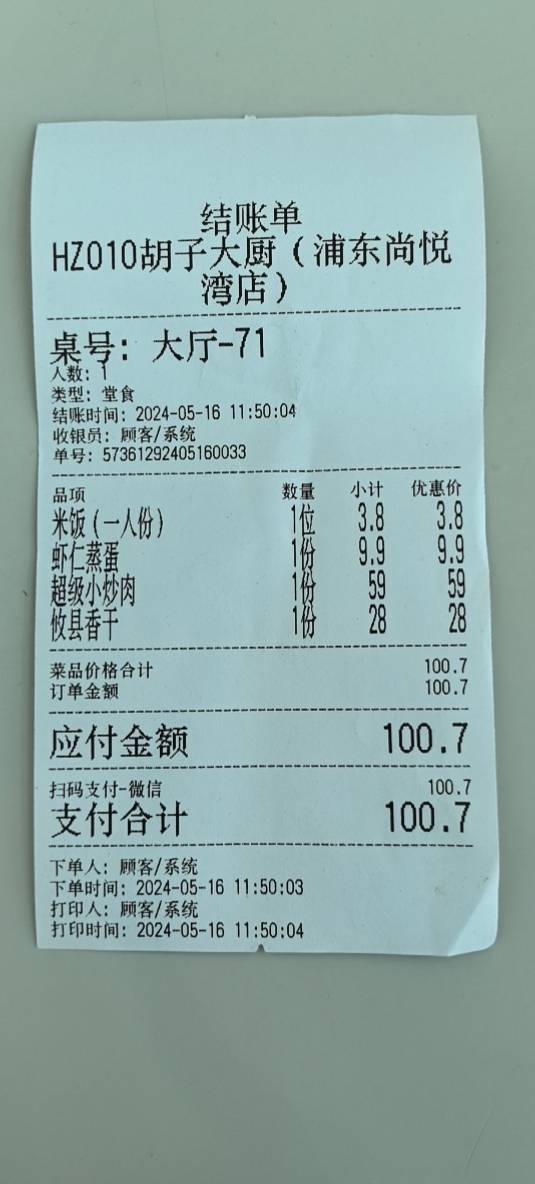 结账单
HZ010胡子大厨（浦东尚悦
湾店）
桌号: 大厅-71
人数: 1
类型: 堂食
结账时间: 2024-05-16 11:50:04
收银员: 顾客/系统
单号: 57361292405160033
品项 数量 小计 优惠价
米饭(一人份) 1位 3.8 3.8
虾仁蒸蛋 1份 9.9 9.9
超级小炒肉 1份 59 59
攸县香干 1份 28 28
菜品价格合计 100.7
订单金额 100.7
应付金额 100.7
扫码支付-微信 100.7
支付合计 100.7
下单人: 顾客/系统
下单时间: 2024-05-16 11:50:03
打印人: 顾客/系统
打印时间: 2024-05-16 11:50:04